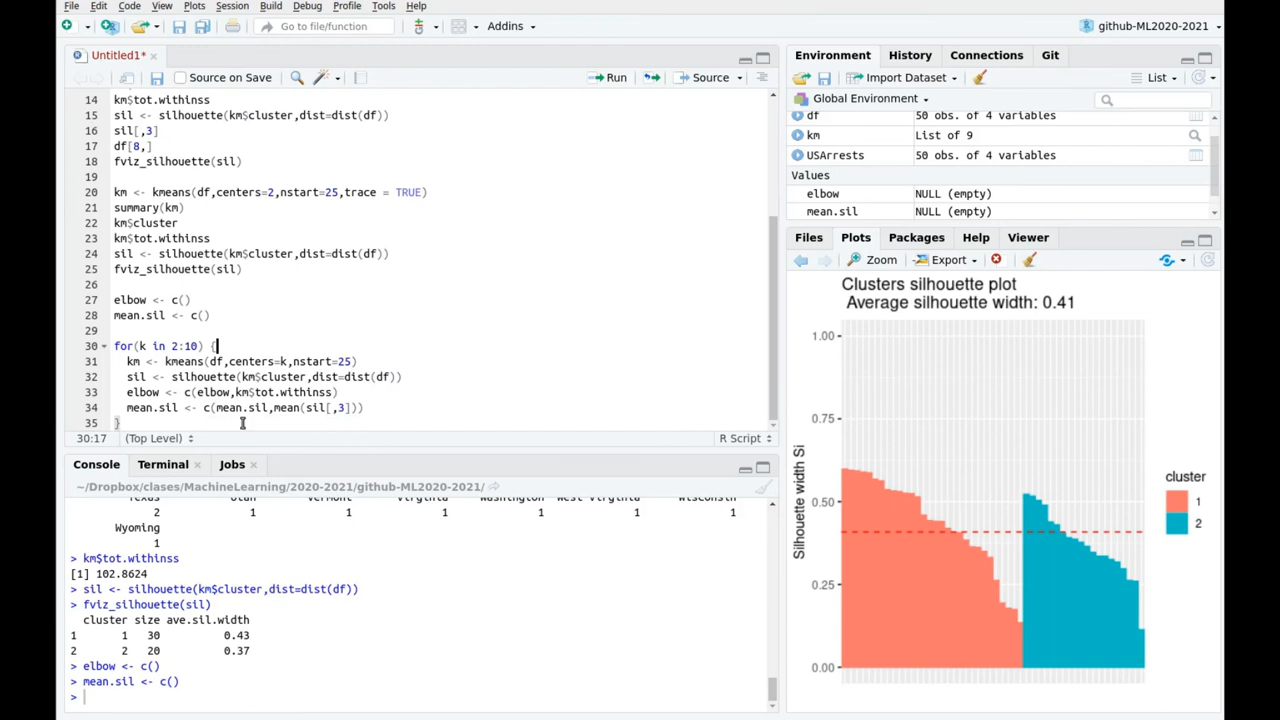 File Edit Code View Plots Session Build Debug Profile Tools Help
Go to file/function Addins github-ML2020-2021
Untitled1*
Source on Save Run Source
14 km$tot.withinss
15 sil <- silhouette(km$cluster,dist=dist(df))
16 sil[,3]
17 df[8,]
18 fviz_silhouette(sil)
19
20 km <- kmeans(df,centers=2,nstart=25,trace = TRUE)
21 summary(km)
22 km$cluster
23 km$tot.withinss
24 sil <- silhouette(km$cluster,dist=dist(df))
25 fviz_silhouette(sil)
26
27 elbow <- c()
28 mean.sil <- c()
29
30 for(k in 2:10) {
31 km <- kmeans(df,centers=k,nstart=25)
32 sil <- silhouette(km$cluster,dist=dist(df))
33 elbow <- c(elbow,km$tot.withinss)
34 mean.sil <- c(mean.sil,mean(sil[,3]))
35 }
30:17 (Top Level) R Script
Console Terminal Jobs
~/Dropbox/clases/MachineLearning/2020-2021/github-ML2020-2021/
Texas Utah Vermont Virginia Washington West Virginia Wisconsin
2 1 1 1 1 1 1
Wyoming
1
> km$tot.withinss
[1] 102.8624
> sil <- silhouette(km$cluster,dist=dist(df))
> fviz_silhouette(sil)
cluster size ave.sil.width
1 1 30 0.43
2 2 20 0.37
> elbow <- c()
> mean.sil <- c()
>
Environment History Connections Git
Import Dataset List
Global Environment
df 50 obs. of 4 variables
km List of 9
USArrests 50 obs. of 4 variables
Values
elbow NULL (empty)
mean.sil NULL (empty)
Files Plots Packages Help Viewer
Zoom Export
Clusters silhouette plot
Average silhouette width: 0.41
1.00
0.75
0.50
0.25
0.00
Silhouette width Si
cluster
1
2